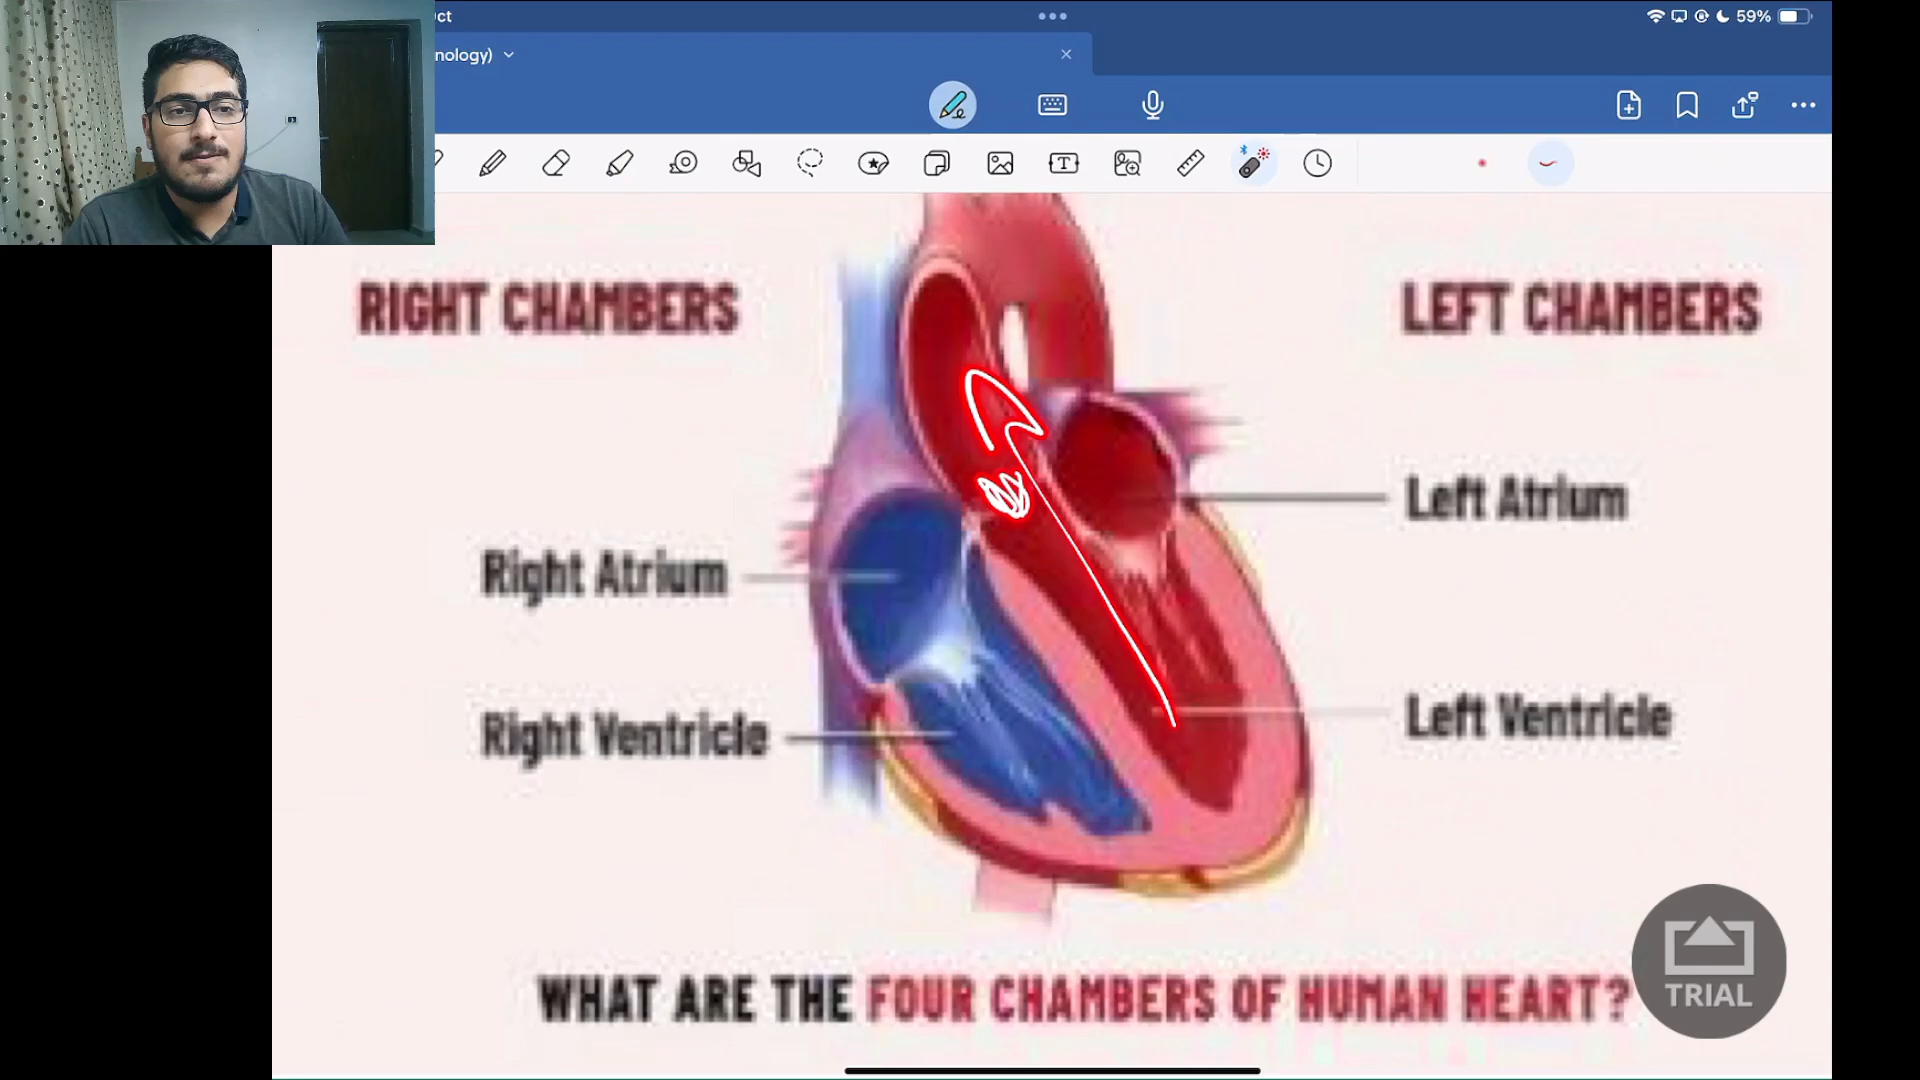 uct
59%
nology)
RIGHT CHAMBERS
LEFT CHAMBERS
Left Atrium
Right Atrium
Left Ventricle
Right Ventricle
WHAT ARE THE FOUR CHAMBERS OF HUMAN HEART?
TRIAL